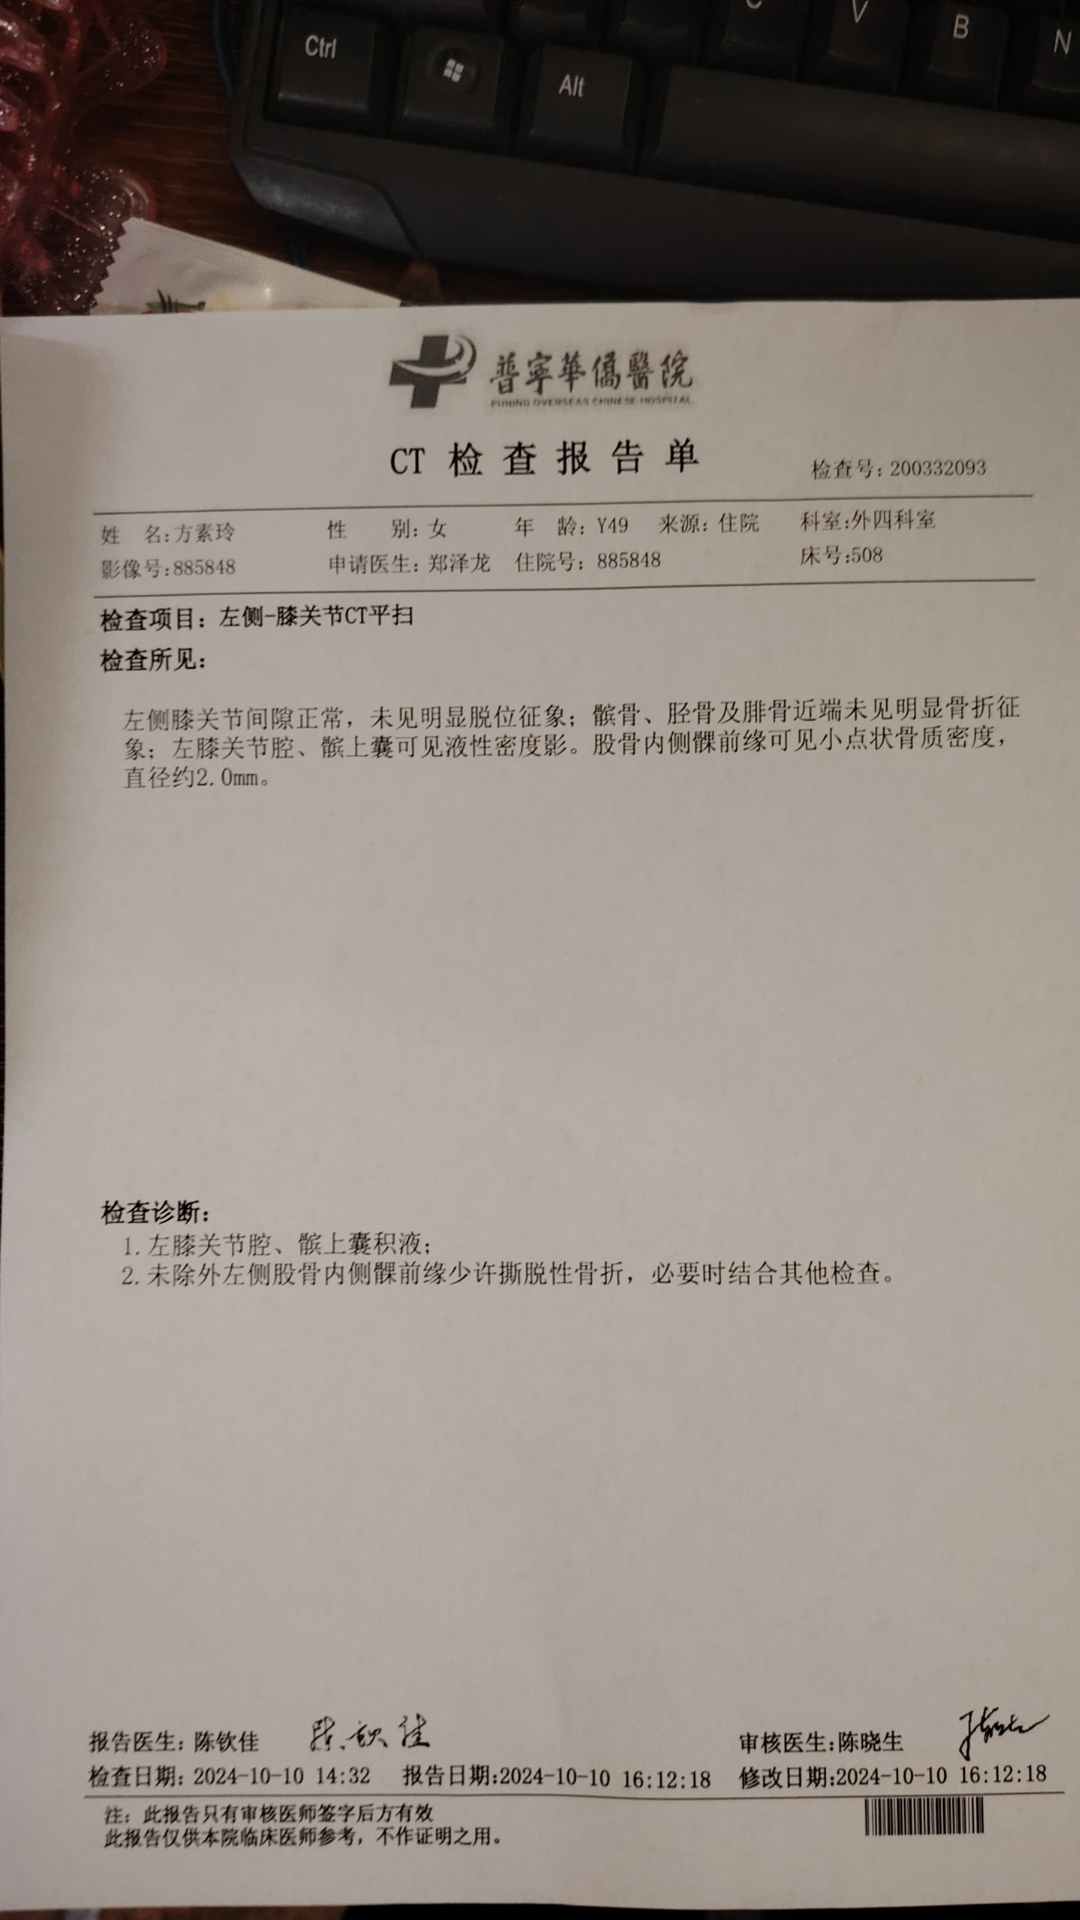 Ctrl
Alt
C V B N
普寧華僑醫院
PUNING OVERSEAS CHINESE HOSPITAL
CT 检查报告单
检查号: 200332093
姓 名:方素玲 性 别: 女 年 龄: Y49 来源: 住院 科室:外四科室
影像号:885848 申请医生: 郑泽龙 住院号: 885848 床号:508
检查项目: 左侧-膝关节CT平扫
检查所见:
左侧膝关节间隙正常，未见明显脱位征象；髌骨、胫骨及腓骨近端未见明显骨折征
象；左膝关节腔、髌上囊可见液性密度影。股骨内侧髁前缘可见小点状骨质密度，
直径约2.0mm。
检查诊断:
1.左膝关节腔、髌上囊积液；
2.未除外左侧股骨内侧髁前缘少许撕脱性骨折，必要时结合其他检查。
报告医生: 陈钦佳 陈钦佳 审核医生:陈晓生
检查日期: 2024-10-10 14:32 报告日期:2024-10-10 16:12:18 修改日期:2024-10-10 16:12:18
注: 此报告只有审核医师签字后方有效
此报告仅供本院临床医师参考，不作证明之用。